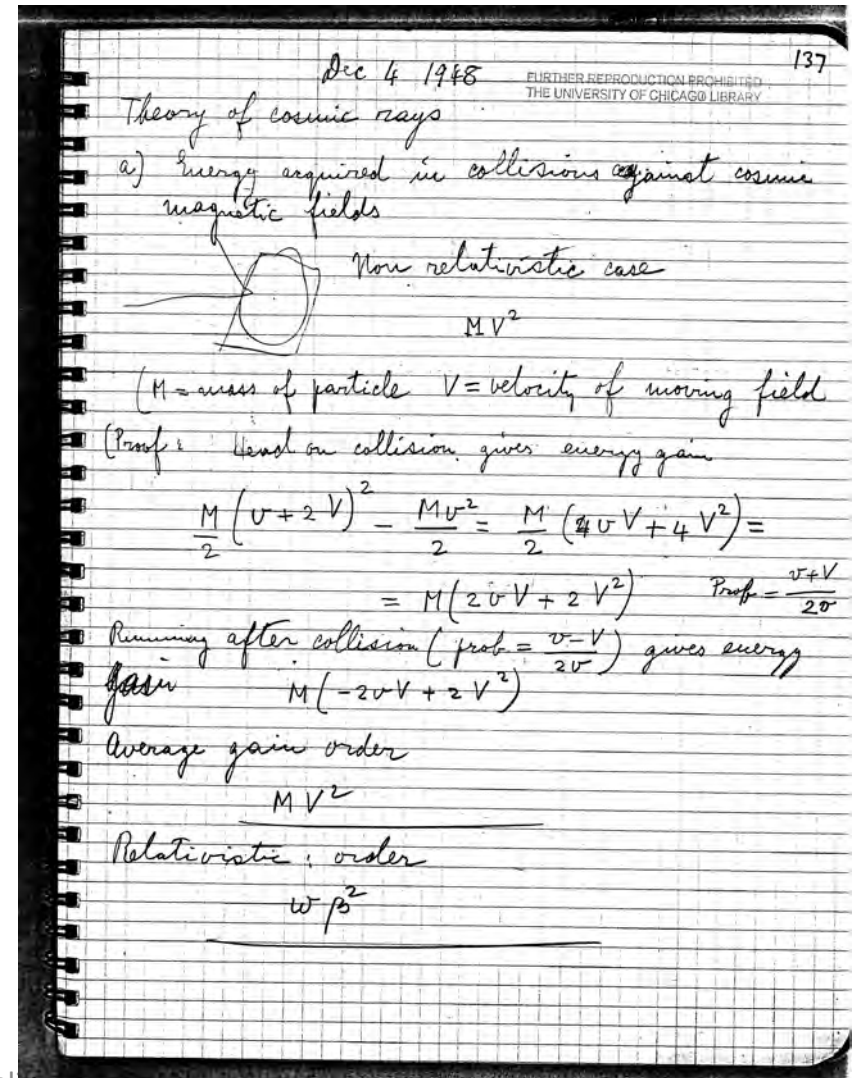 137
Dec 4 1948
FURTHER REPRODUCTION PROHIBITED
THE UNIVERSITY OF CHICAGO LIBRARY
Theory of cosmic rays
a) Energy acquired in collisions against cosmic
magnetic fields
Non relativistic case
MV²
(M = mass of particle V = velocity of moving field
(Proof: Head on collision gives energy gain
M/2 (v + 2V)² - Mv²/2 = M/2 (4vV + 4V²) =
= M(2vV + 2V²) Prob = v+V/2v
Running after collision (prob = v-V/2v) gives energy
gain M(-2vV + 2V²)
Average gain order
MV²
Relativistic: order
wβ²